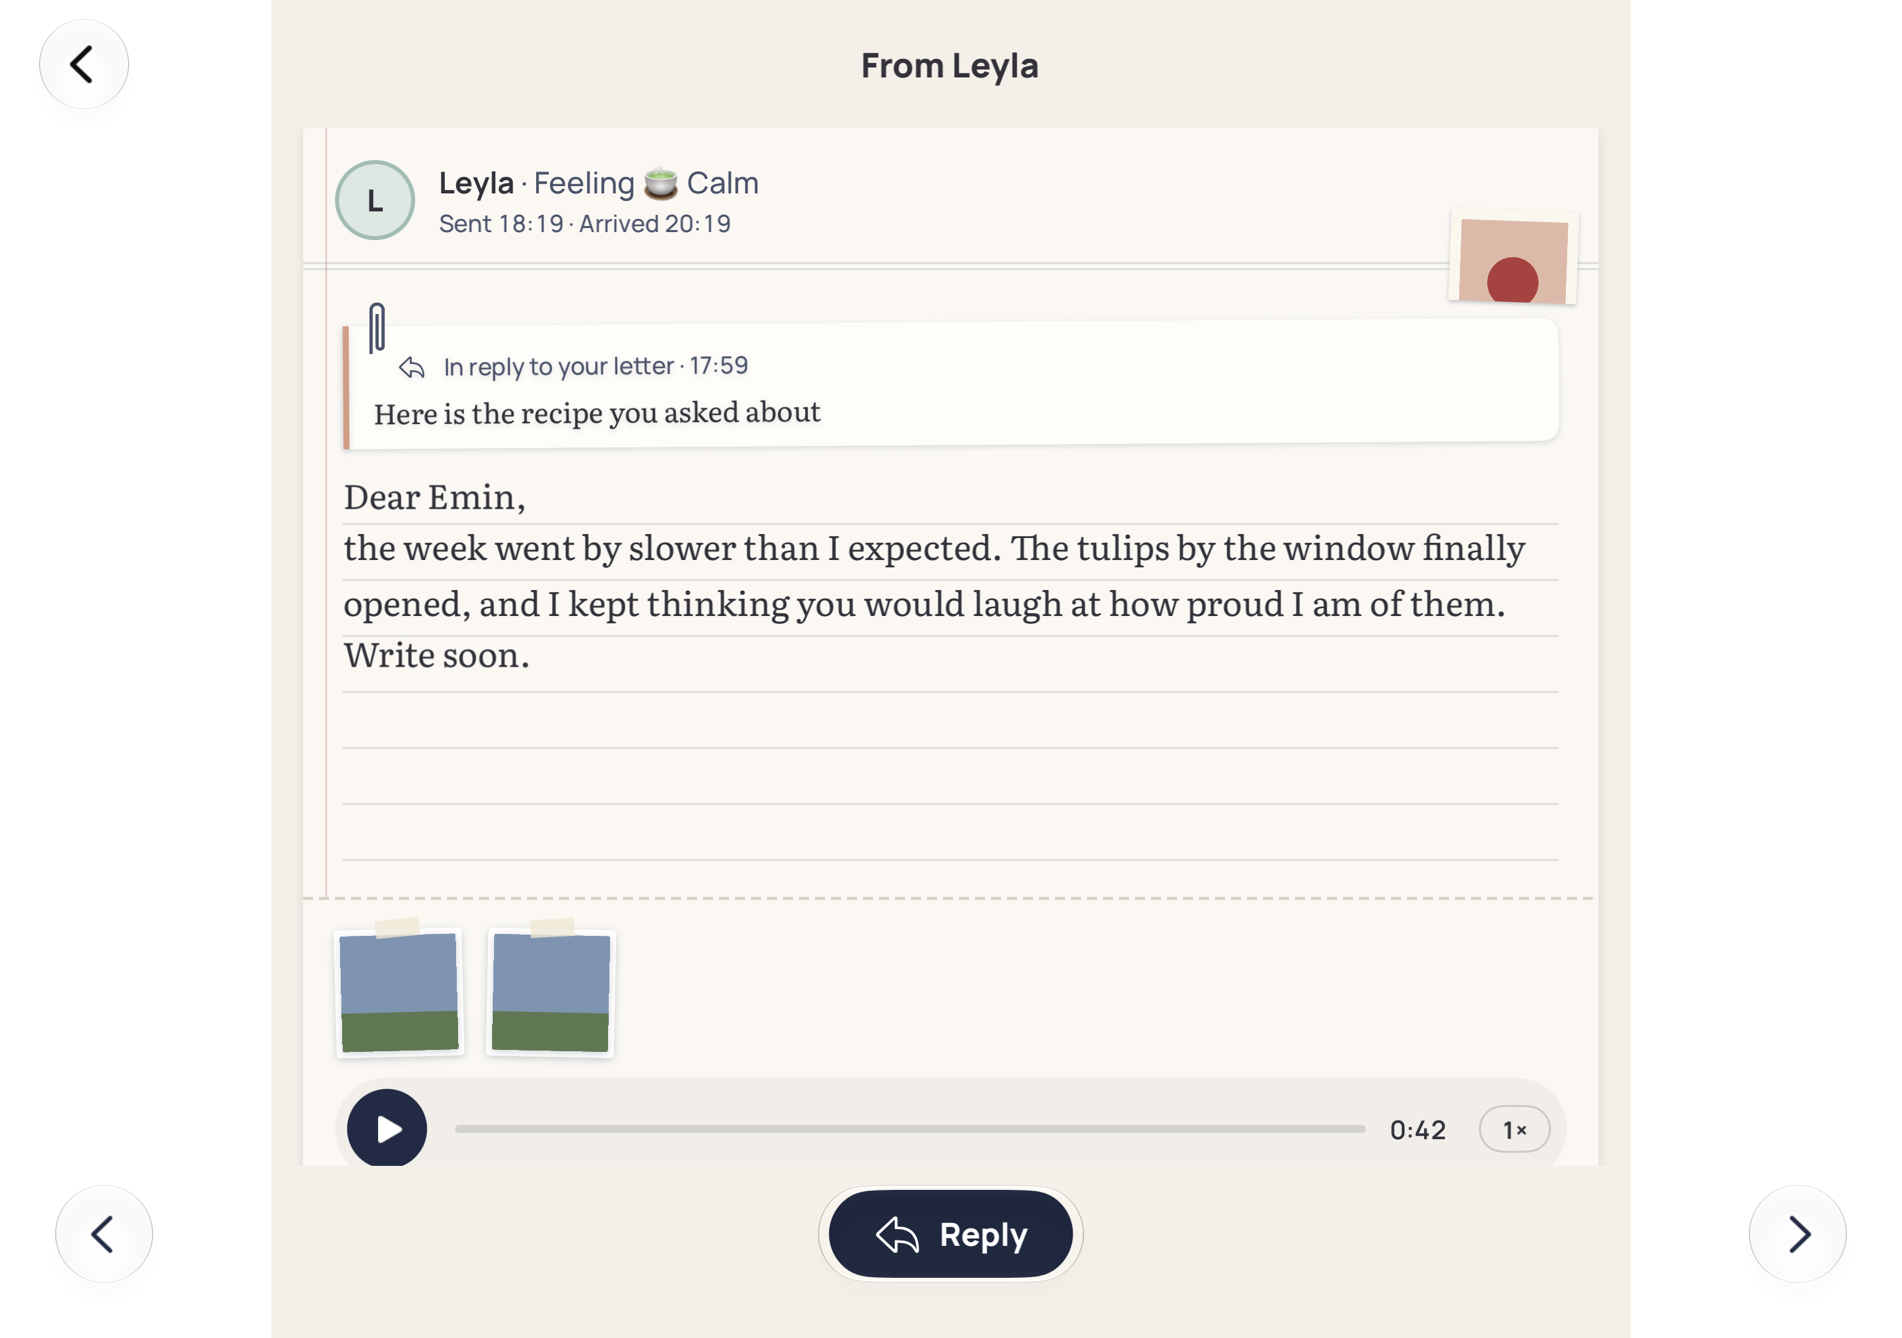 From Leyla
L
Leyla · Feeling 🍵 Calm
Sent 18:19 · Arrived 20:19
In reply to your letter · 17:59
Here is the recipe you asked about
Dear Emin,
the week went by slower than I expected. The tulips by the window finally
opened, and I kept thinking you would laugh at how proud I am of them.
Write soon.
0:42 1×
Reply